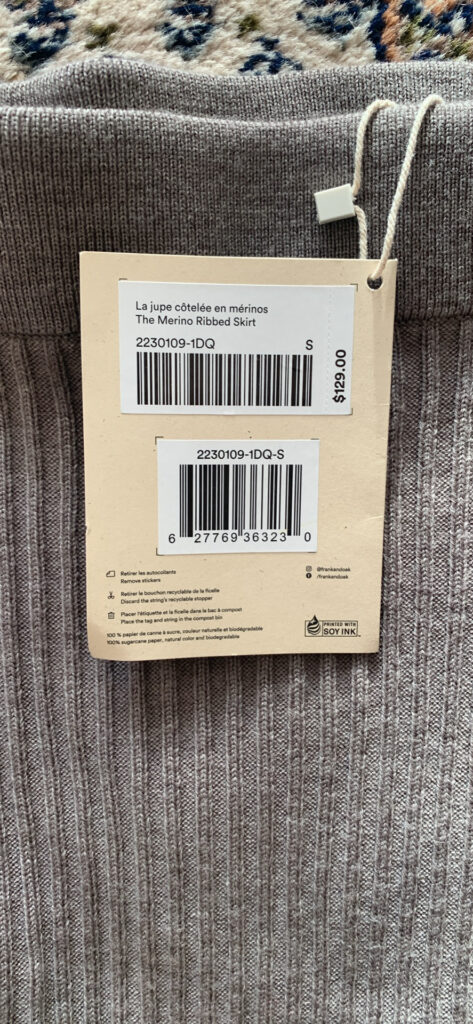 La jupe côtelée en mérinos
The Merino Ribbed Skirt
2230109-1DQ S
$129.00
2230109-1DQ-S
6 27769 36323 0
Retirer les autocollants
Remove stickers
Retirer le bouchon recyclable de la ficelle
Discard the string's recyclable stopper
Placer l'étiquette et la ficelle dans le bac à compost
Place the tag and string in the compost bin
100 % papier de canne à sucre, couleur naturelle et biodégradable
100% sugarcane paper, natural color and biodegradable
@frankandoak
/frankandoak
PRINTED WITH
SOY INK